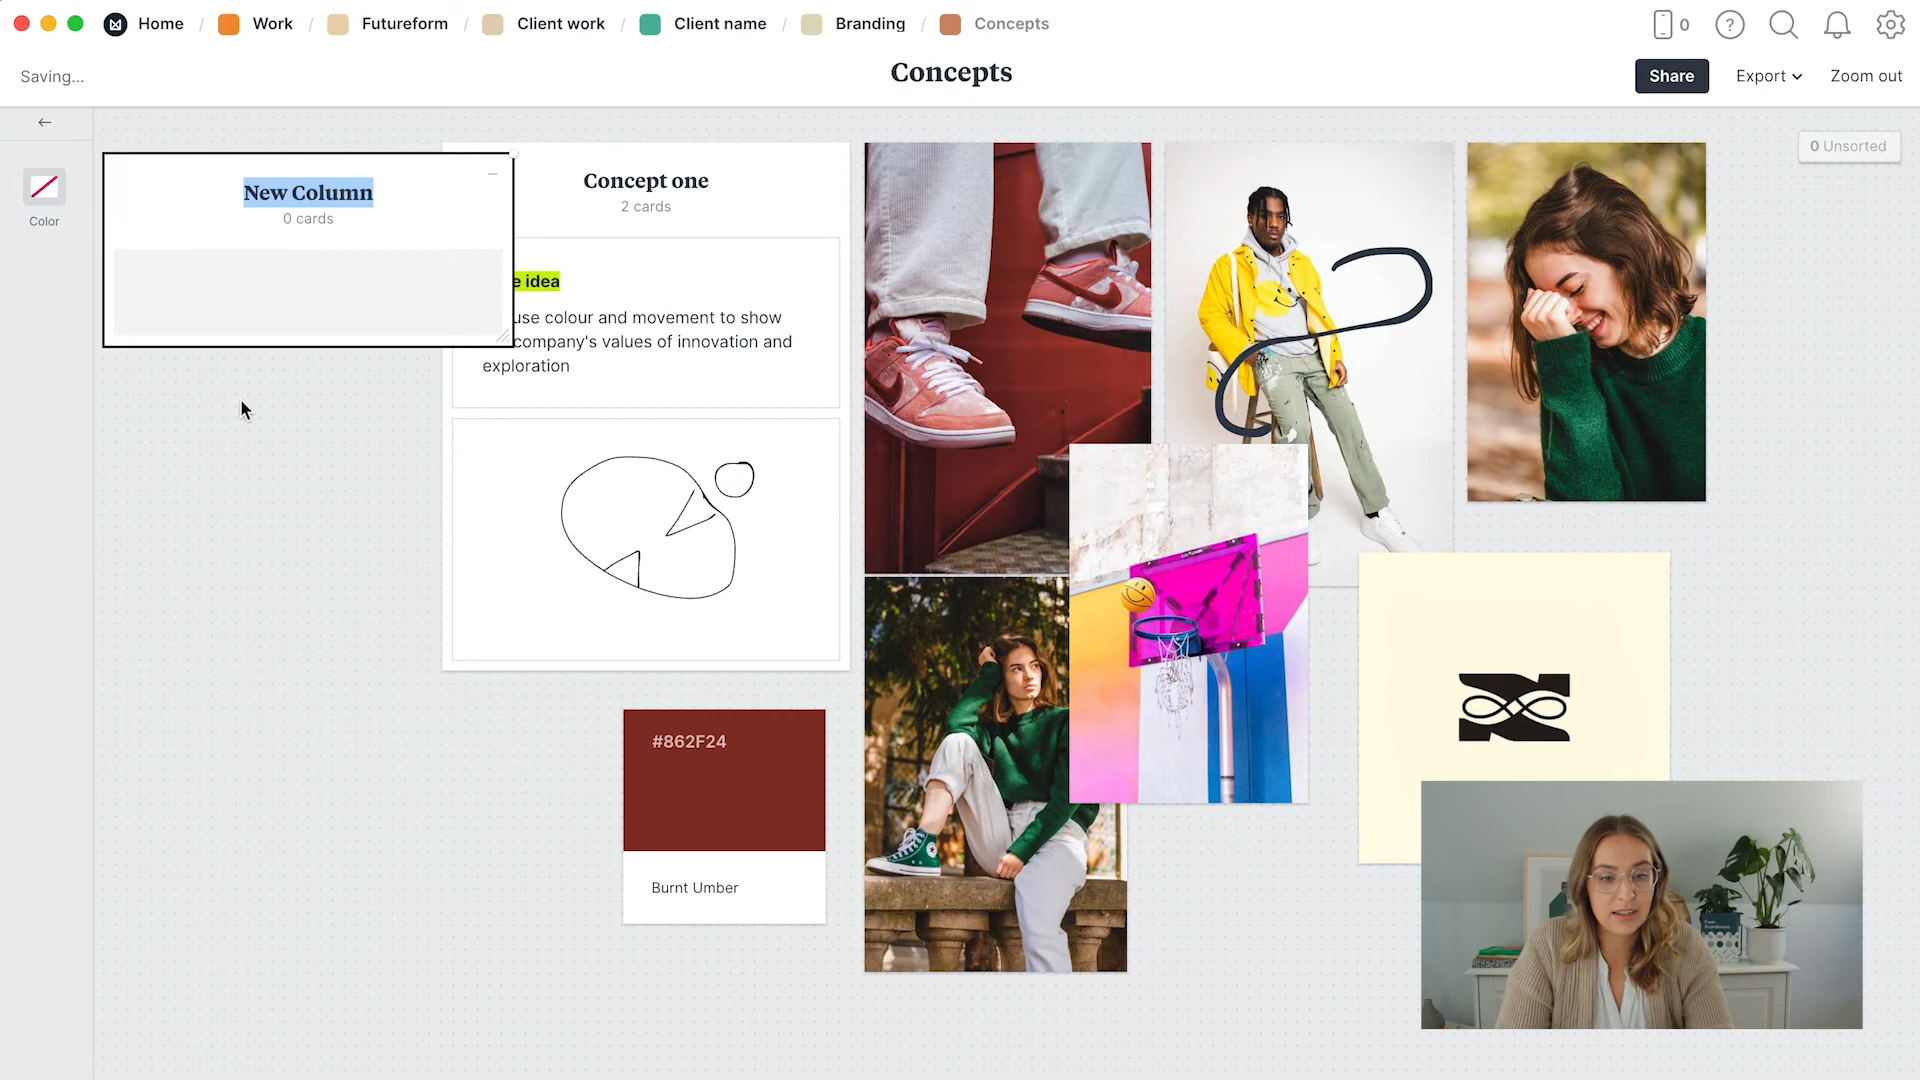 Home / Work / Futureform / Client work / Client name / Branding / Concepts
0
Saving...
Concepts
Share
Export
Zoom out
0 Unsorted
Color
New Column
0 cards
Concept one
2 cards
e idea
use colour and movement to show
company's values of innovation and
exploration
#862F24
Burnt Umber